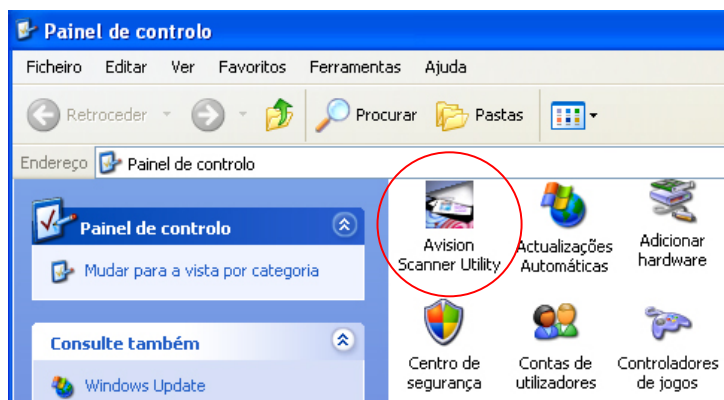 Painel de controlo
Ficheiro Editar Ver Favoritos Ferramentas Ajuda
Retroceder Procurar Pastas
Endereço Painel de controlo
Painel de controlo
Mudar para a vista por categoria
Consulte também
Windows Update
Avision
Scanner Utility
Actualizações
Automáticas
Adicionar
hardware
Centro de
segurança
Contas de
utilizadores
Controladores
de jogos